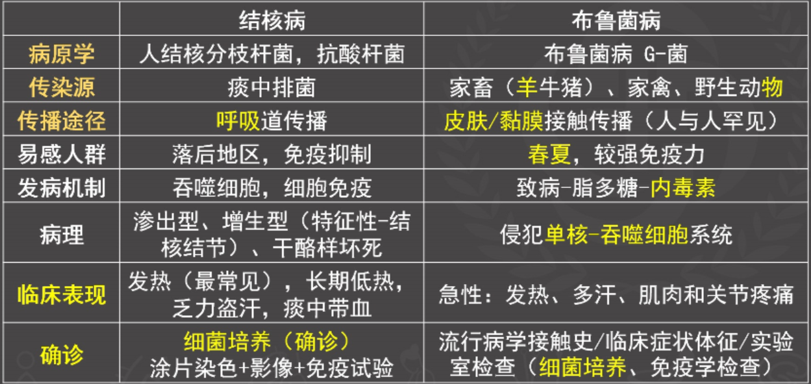 结核病 布鲁菌病
病原学 人结核分枝杆菌，抗酸杆菌 布鲁菌病 G-菌
传染源 痰中排菌 家畜（羊牛猪）、家禽、野生动物
传播途径 呼吸道传播 皮肤/黏膜接触传播（人与人罕见）
易感人群 落后地区，免疫抑制 春夏，较强免疫力
发病机制 吞噬细胞，细胞免疫 致病-脂多糖-内毒素
病理 渗出型、增生型（特征性-结
核结节）、干酪样坏死 侵犯单核-吞噬细胞系统
临床表现 发热（最常见），长期低热，
乏力盗汗，痰中带血 急性：发热、多汗、肌肉和关节疼痛
确诊 细菌培养（确诊）
涂片染色+影像+免疫试验 流行病学接触史/临床症状体征/实验
室检查（细菌培养、免疫学检查）